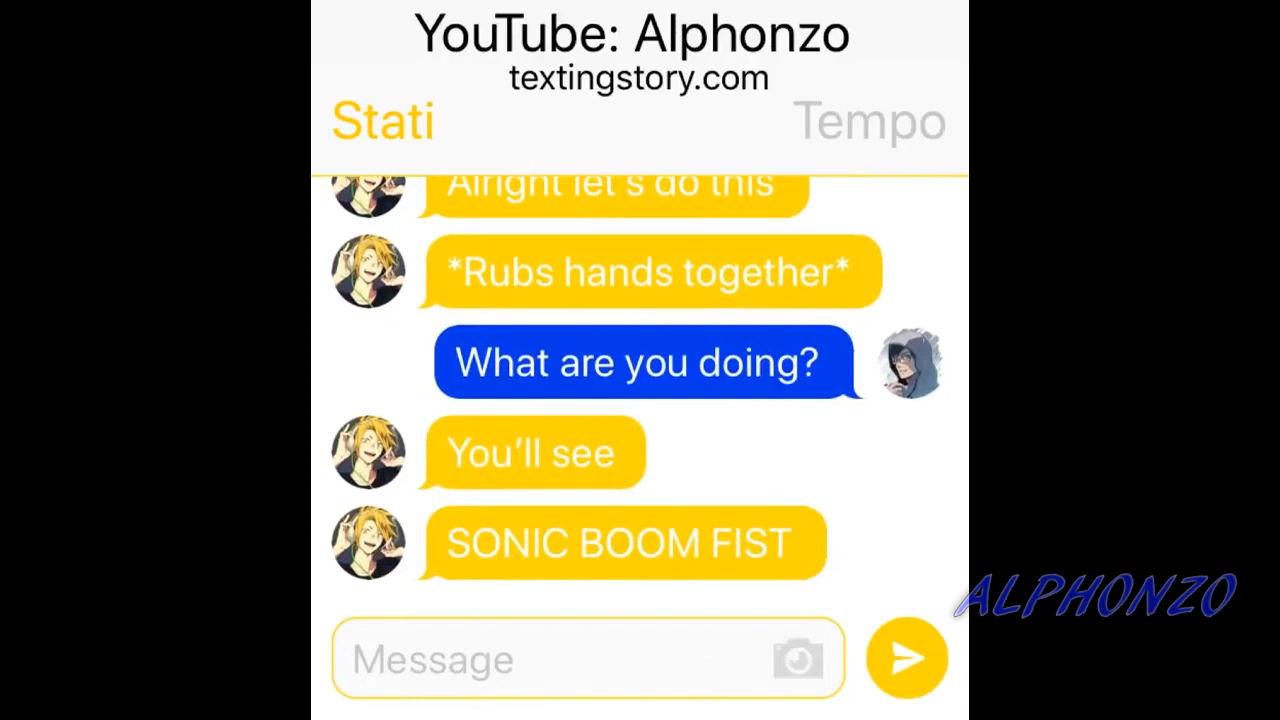 YouTube: Alphonzo
textingstory.com
Stati
Tempo
Alright let's do this
*Rubs hands together*
What are you doing?
You'll see
SONIC BOOM FIST
ALPHONZO
Message